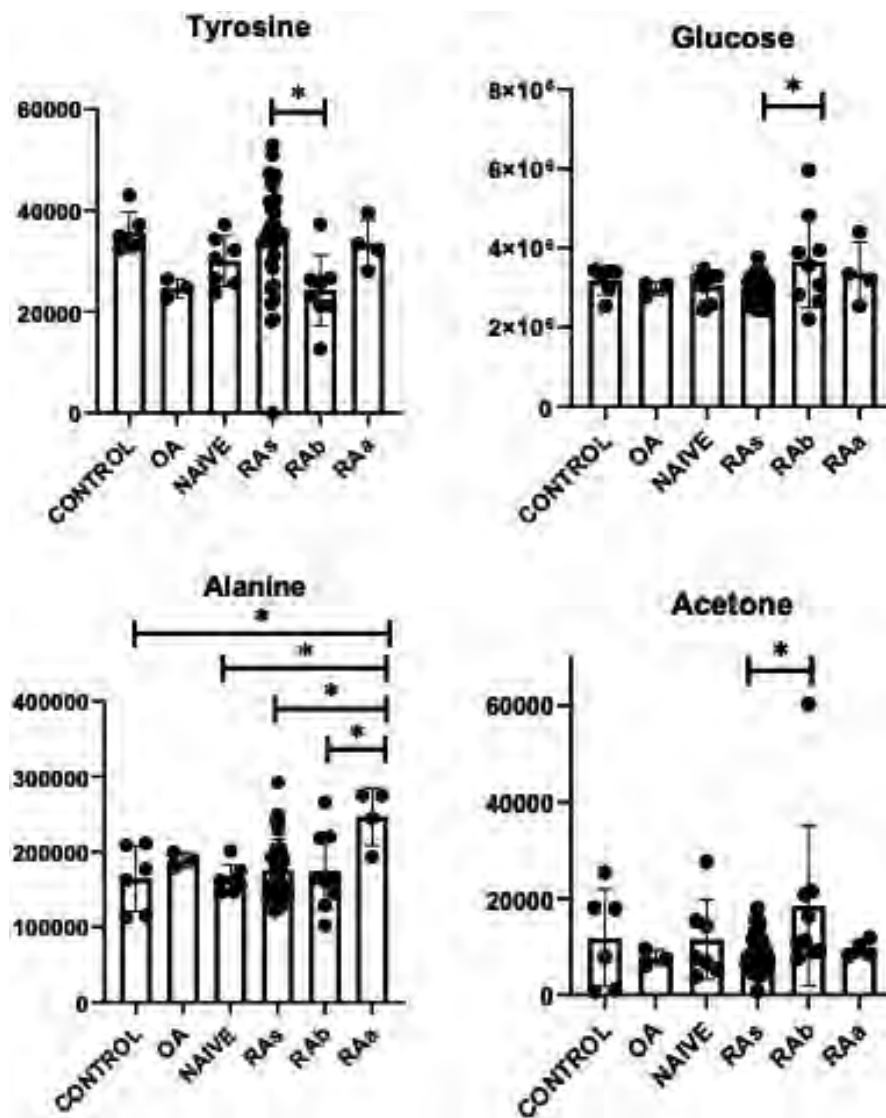 Tyrosine
*
60000
40000
20000
0
CONTROL
OA
NAIVE
RAs
RAb
RAa
Glucose
*
8×10⁶
6×10⁶
4×10⁶
2×10⁶
0
CONTROL
OA
NAIVE
RAs
RAb
RAa
Alanine
*
*
*
*
400000
300000
200000
100000
0
CONTROL
OA
NAIVE
RAs
RAb
RAa
Acetone
*
60000
40000
20000
0
CONTROL
OA
NAIVE
RAs
RAb
RAa